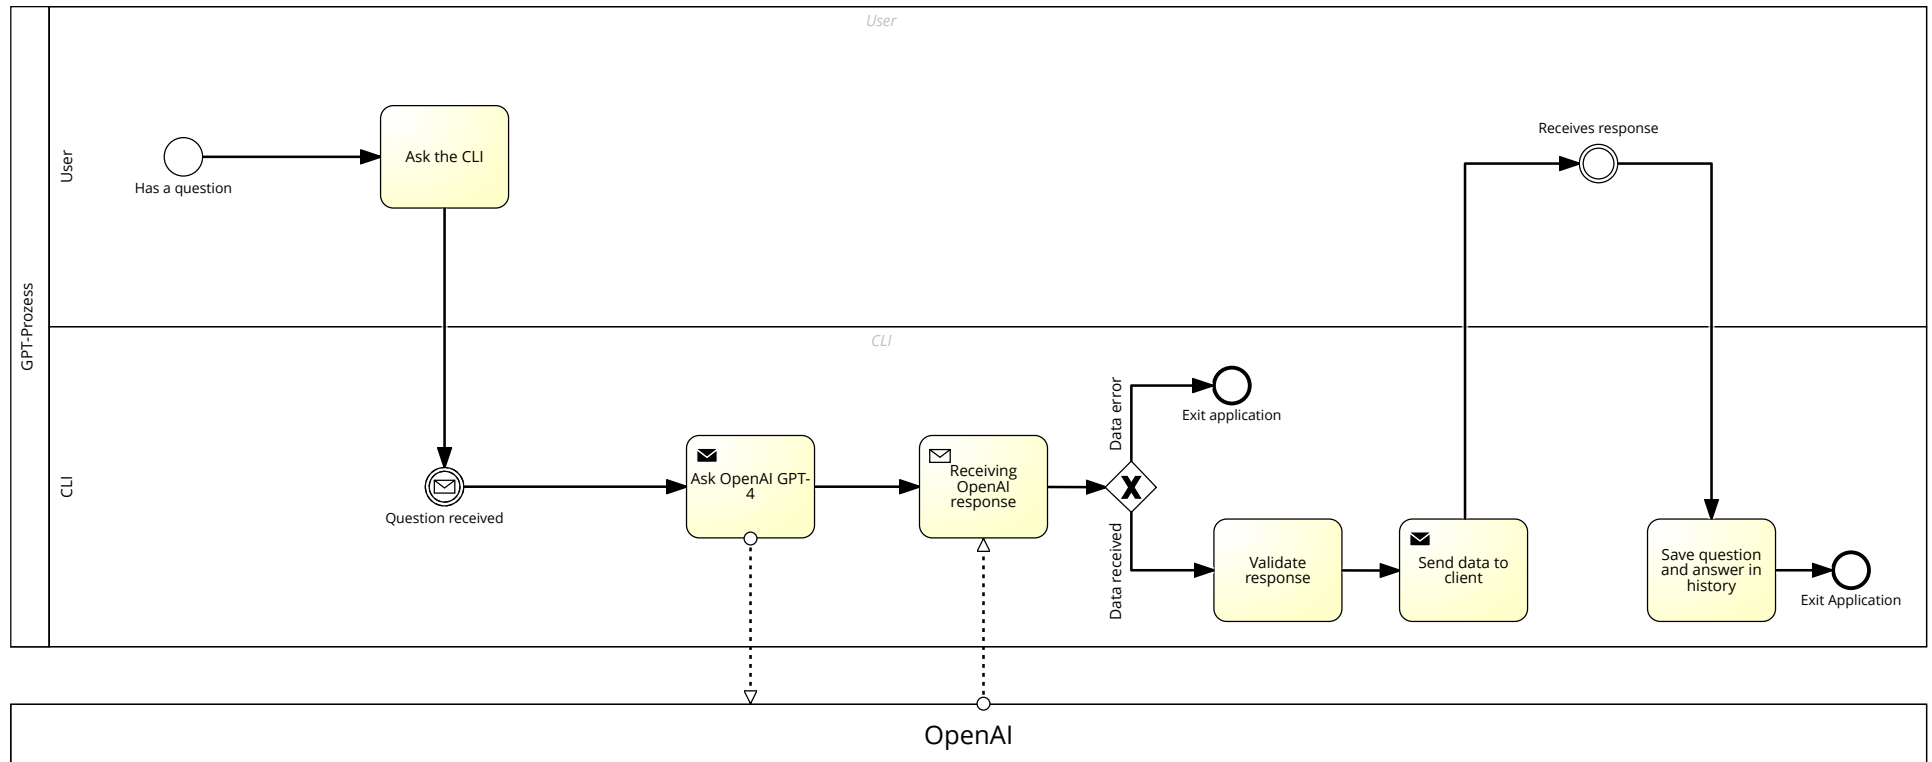 User
GPT-Prozess
User
Has a question
Ask the CLI
Receives response
CLI
CLI
Question received
Ask OpenAI GPT-
4
Receiving
OpenAI
response
Data error
Exit application
Data received
Validate
response
Send data to
client
Save question
and answer in
history
Exit Application
OpenAI